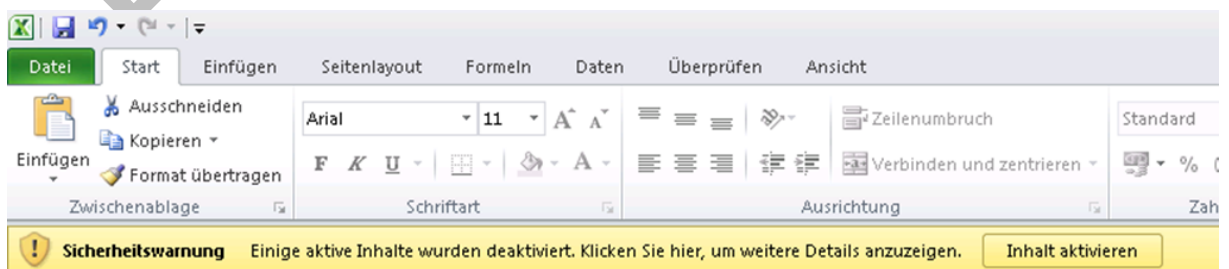 Datei Start Einfügen Seitenlayout Formeln Daten Überprüfen Ansicht
Ausschneiden
Kopieren
Format übertragen
Einfügen
Zwischenablage
Arial 11 A A
F K U A
Schriftart
Zeilenumbruch
Verbinden und zentrieren
Ausrichtung
Standard
%
Sicherheitswarnung Einige aktive Inhalte wurden deaktiviert. Klicken Sie hier, um weitere Details anzuzeigen. Inhalt aktivieren